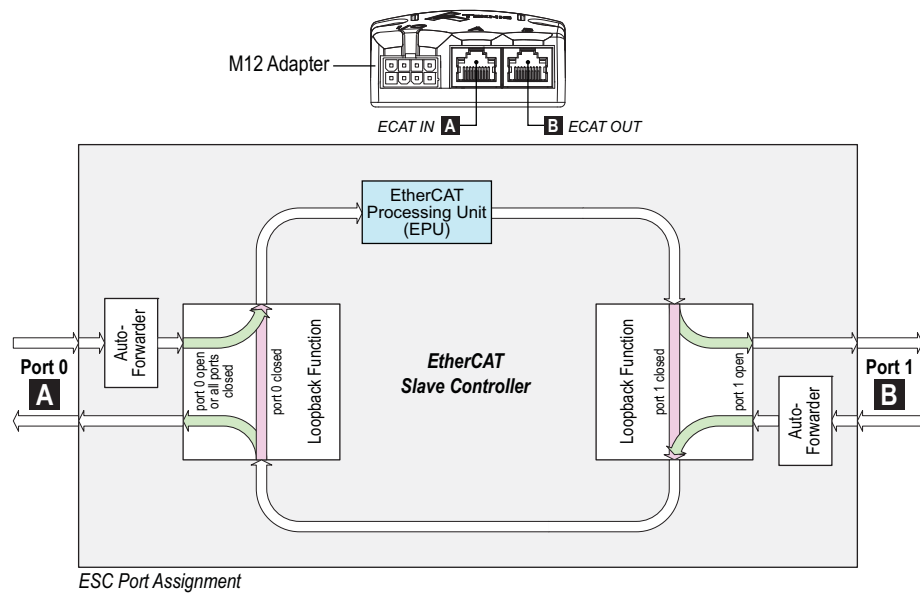 M12 Adapter
ECAT IN A
B ECAT OUT
EtherCAT
Processing Unit
(EPU)
Auto-
Forwarder
port 0 open
or all ports
closed
port 0 closed
Loopback Function
EtherCAT
Slave Controller
Loopback Function
port 1 closed
port 1 open
Auto-
Forwarder
Port 0
A
Port 1
B
ESC Port Assignment